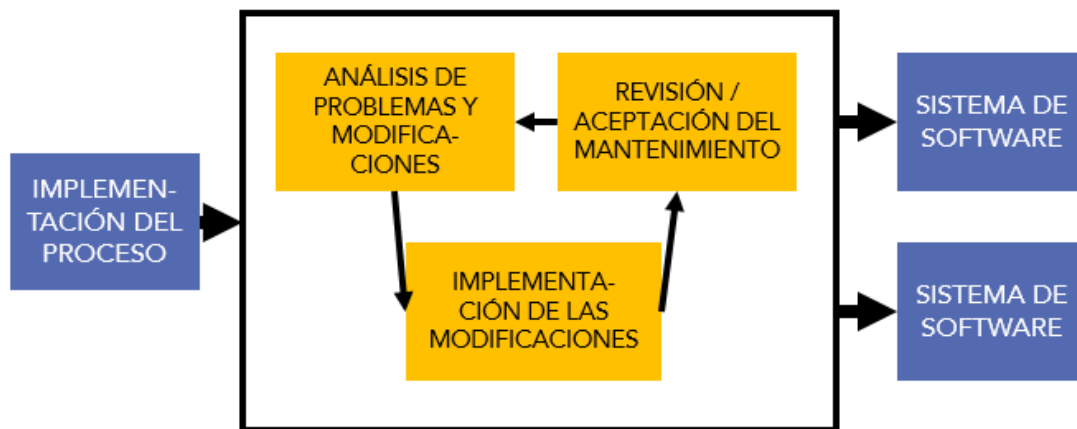 IMPLEMEN-
TACIÓN DEL
PROCESO
ANÁLISIS DE
PROBLEMAS Y
MODIFICA-
CIONES
REVISIÓN /
ACEPTACIÓN DEL
MANTENIMIENTO
IMPLEMENTA-
CIÓN DE LAS
MODIFICACIONES
SISTEMA DE
SOFTWARE
SISTEMA DE
SOFTWARE